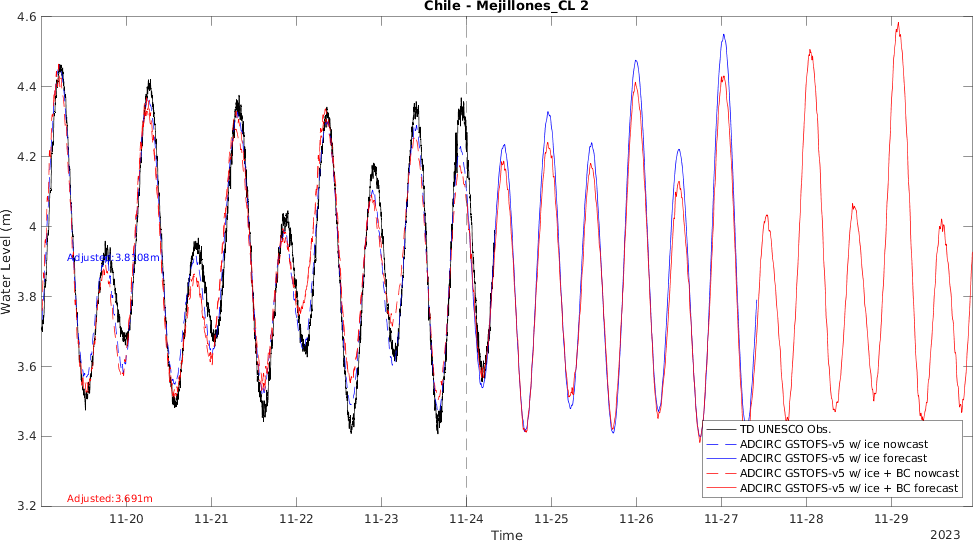 Chile - Mejillones_CL 2
4.6
4.4
4.2
4
3.8
3.6
3.4
3.2
Water Level (m)
Adjusted:3.8108m
Adjusted:3.691m
TD UNESCO Obs.
ADCIRC GSTOFS-v5 w/ ice nowcast
ADCIRC GSTOFS-v5 w/ ice forecast
ADCIRC GSTOFS-v5 w/ ice + BC nowcast
ADCIRC GSTOFS-v5 w/ ice + BC forecast
11-20 11-21 11-22 11-23 11-24 11-25 11-26 11-27 11-28 11-29
Time
2023